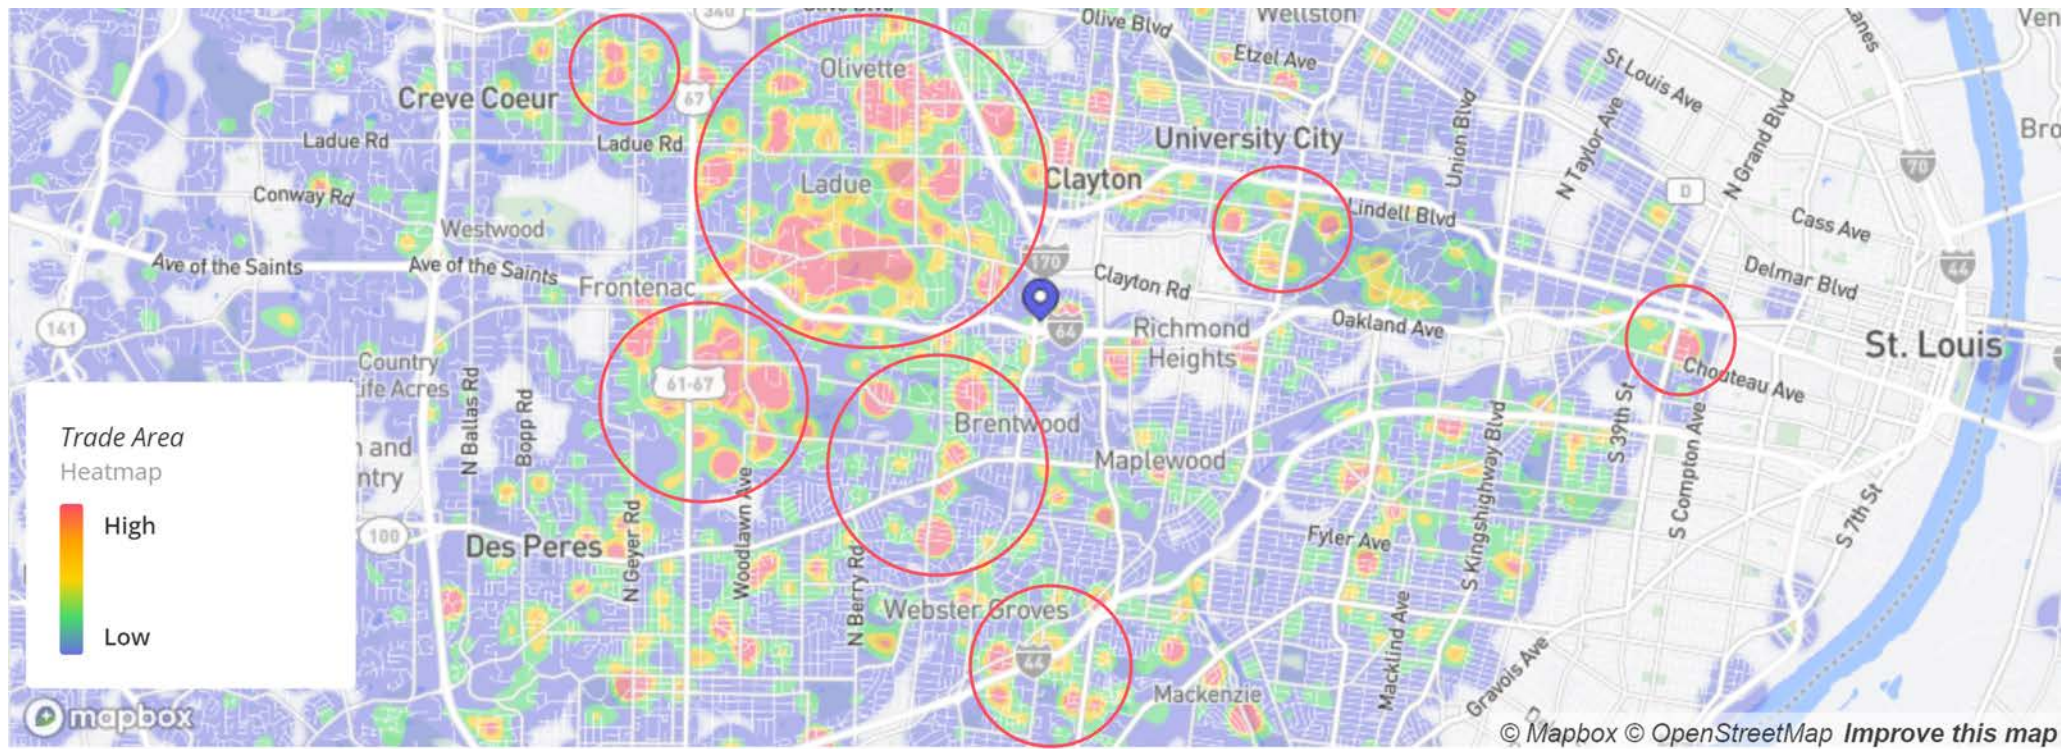 340
Olive Blvd
Wellston
Ven
Olive Blvd
Etzel Ave
Olivette
St Louis Ave
Creve Coeur
67
Bro
Ladue Rd
Ladue Rd
University City
Union Blvd
N Taylor Ave
N Grand Blvd
70
Conway Rd
Ladue
Clayton
D
Lindell Blvd
Cass Ave
Westwood
Ave of the Saints
Ave of the Saints
Frontenac
170
Clayton Rd
Delmar Blvd
44
141
64
Richmond
Heights
Oakland Ave
St. Louis
Country
Life Acres
61-67
Chouteau Ave
N Ballas Rd
Bopp Rd
Brentwood
S 39th St
S Compton Ave
S Kingshighway Blvd
n and
ntry
Maplewood
Trade Area
Heatmap
High
Low
100
Des Peres
N Geyer Rd
Woodlawn Ave
N Berry Rd
Fyler Ave
S 7th St
Webster Groves
Macklind Ave
Gravois Ave
44
Mackenzie
mapbox
© Mapbox © OpenStreetMap Improve this map